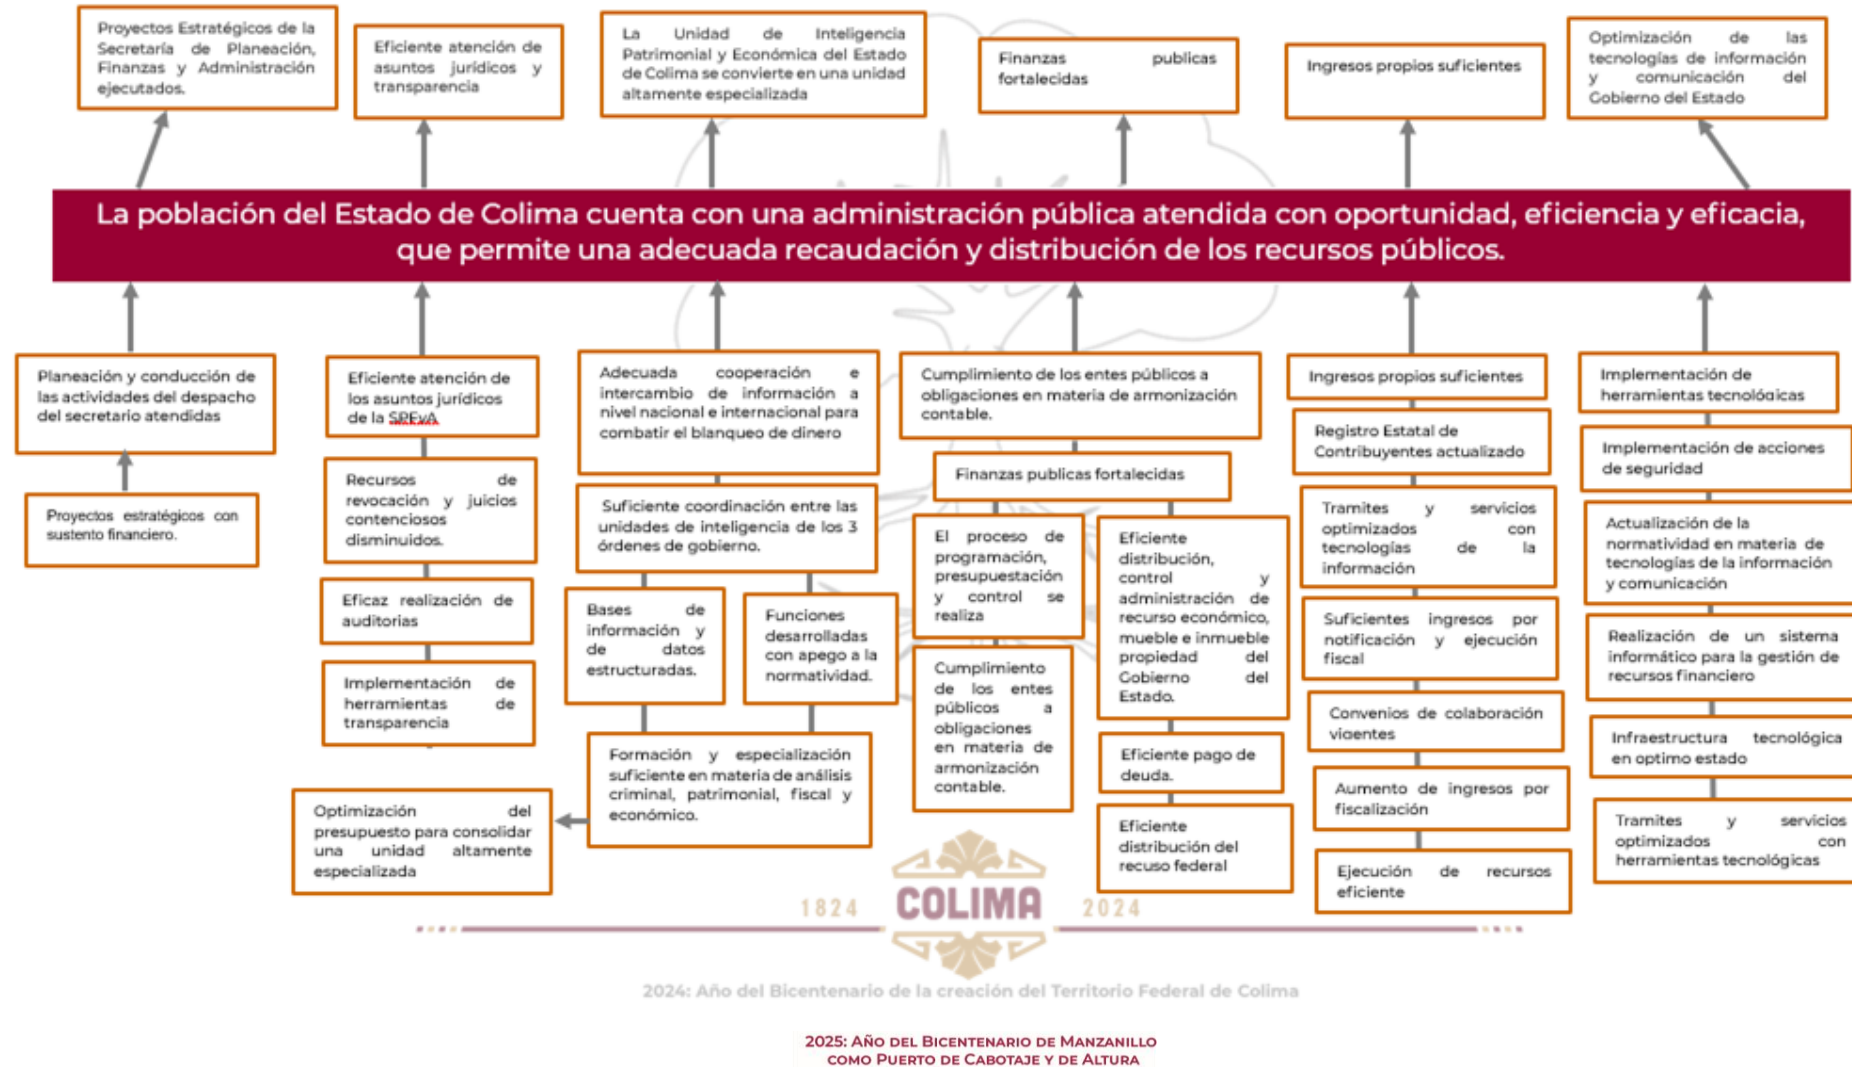 Proyectos Estratégicos de la
Secretaría de Planeación,
Finanzas y Administración
ejecutados.
Eficiente atención de
asuntos jurídicos y
transparencia
La Unidad de Inteligencia
Patrimonial y Económica del Estado
de Colima se convierte en una unidad
altamente especializada
Finanzas publicas
fortalecidas
Ingresos propios suficientes
Optimización de las
tecnologías de información
y comunicación del
Gobierno del Estado
La población del Estado de Colima cuenta con una administración pública atendida con oportunidad, eficiencia y eficacia,
que permite una adecuada recaudación y distribución de los recursos públicos.
Planeación y conducción de
las actividades del despacho
del secretario atendidas
Proyectos estratégicos con
sustento financiero.
Eficiente atención de
los asuntos jurídicos
de la SPFyA
Recursos de
revocación y juicios
contenciosos
disminuidos.
Eficaz realización de
auditorias
Implementación de
herramientas de
transparencia
Adecuada cooperación e
intercambio de información a
nivel nacional e internacional para
combatir el blanqueo de dinero
Suficiente coordinación entre las
unidades de inteligencia de los 3
órdenes de gobierno.
Bases de
información y
de datos
estructuradas.
Funciones
desarrolladas
con apego a la
normatividad.
Formación y especialización
suficiente en materia de análisis
criminal, patrimonial, fiscal y
económico.
Optimización del
presupuesto para consolidar
una unidad altamente
especializada
Cumplimiento de los entes públicos a
obligaciones en materia de armonización
contable.
Finanzas publicas fortalecidas
El proceso de
programación,
presupuestación
y control se
realiza
Cumplimiento
de los entes
públicos a
obligaciones
en materia de
armonización
contable.
Eficiente
distribución,
control y
administración de
recurso económico,
mueble e inmueble
propiedad del
Gobierno del
Estado.
Eficiente pago de
deuda.
Eficiente
distribución del
recuso federal
Ingresos propios suficientes
Registro Estatal de
Contribuyentes actualizado
Tramites y servicios
optimizados con
tecnologías de la
información
Suficientes ingresos por
notificación y ejecución
fiscal
Convenios de colaboración
vigentes
Aumento de ingresos por
fiscalización
Ejecución de recursos
eficiente
Implementación de
herramientas tecnológicas
Implementación de acciones
de seguridad
Actualización de la
normatividad en materia de
tecnologías de la información
y comunicación
Realización de un sistema
informático para la gestión de
recursos financiero
Infraestructura tecnológica
en optimo estado
Tramites y servicios
optimizados con
herramientas tecnológicas
1824 COLIMA 2024
2024: Año del Bicentenario de la creación del Territorio Federal de Colima
2025: AÑO DEL BICENTENARIO DE MANZANILLO
COMO PUERTO DE CABOTAJE Y DE ALTURA